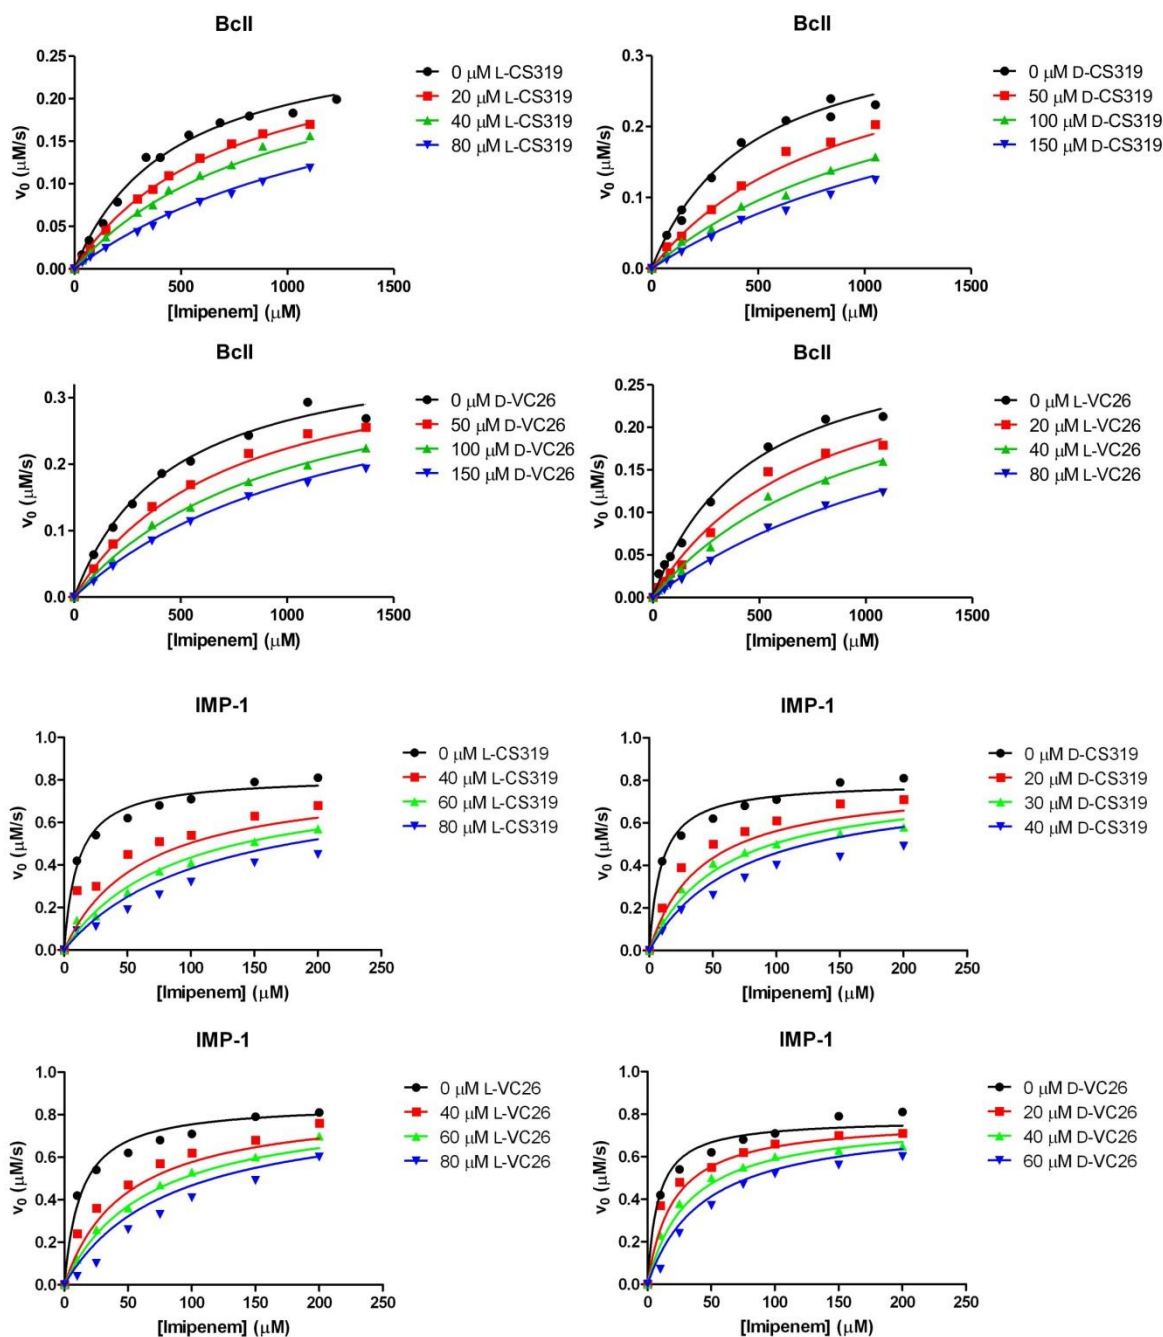 BcII
v₀ (μM/s)
0.25
0.20
0.15
0.10
0.05
0.00
0 500 1000 1500
[Imipenem] (μM)
0 μM L-CS319
20 μM L-CS319
40 μM L-CS319
80 μM L-CS319
BcII
v₀ (μM/s)
0.3
0.2
0.1
0.0
0 500 1000 1500
[Imipenem] (μM)
0 μM D-CS319
50 μM D-CS319
100 μM D-CS319
150 μM D-CS319
BcII
v₀ (μM/s)
0.3
0.2
0.1
0.0
0 500 1000 1500
[Imipenem] (μM)
0 μM D-VC26
50 μM D-VC26
100 μM D-VC26
150 μM D-VC26
BcII
v₀ (μM/s)
0.25
0.20
0.15
0.10
0.05
0.00
0 500 1000 1500
[Imipenem] (μM)
0 μM L-VC26
20 μM L-VC26
40 μM L-VC26
80 μM L-VC26
IMP-1
v₀ (μM/s)
1.0
0.8
0.6
0.4
0.2
0.0
0 50 100 150 200 250
[Imipenem] (μM)
0 μM L-CS319
40 μM L-CS319
60 μM L-CS319
80 μM L-CS319
IMP-1
v₀ (μM/s)
1.0
0.8
0.6
0.4
0.2
0.0
0 50 100 150 200 250
[Imipenem] (μM)
0 μM D-CS319
20 μM D-CS319
30 μM D-CS319
40 μM D-CS319
IMP-1
v₀ (μM/s)
1.0
0.8
0.6
0.4
0.2
0.0
0 50 100 150 200 250
[Imipenem] (μM)
0 μM L-VC26
40 μM L-VC26
60 μM L-VC26
80 μM L-VC26
IMP-1
v₀ (μM/s)
1.0
0.8
0.6
0.4
0.2
0.0
0 50 100 150 200 250
[Imipenem] (μM)
0 μM D-VC26
20 μM D-VC26
40 μM D-VC26
60 μM D-VC26